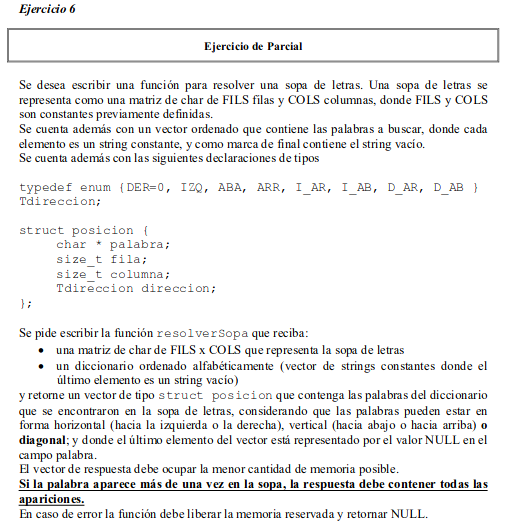 Ejercicio 6
Ejercicio de Parcial
Se desea escribir una función para resolver una sopa de letras. Una sopa de letras se
representa como una matriz de char de FILS filas y COLS columnas, donde FILS y COLS
son constantes previamente definidas.
Se cuenta además con un vector ordenado que contiene las palabras a buscar, donde cada
elemento es un string constante, y como marca de final contiene el string vacío.
Se cuenta además con las siguientes declaraciones de tipos
typedef enum {DER=0, IZQ, ABA, ARR, I_AR, I_AB, D_AR, D_AB }
Tdireccion;
struct posicion {
char * palabra;
size_t fila;
size_t columna;
Tdireccion direccion;
};
Se pide escribir la función resolverSopa que reciba:
• una matriz de char de FILS x COLS que representa la sopa de letras
• un diccionario ordenado alfabéticamente (vector de strings constantes donde el
último elemento es un string vacío)
y retorne un vector de tipo struct posicion que contenga las palabras del diccionario
que se encontraron en la sopa de letras, considerando que las palabras pueden estar en
forma horizontal (hacia la izquierda o la derecha), vertical (hacia abajo o hacia arriba) o
diagonal; y donde el último elemento del vector está representado por el valor NULL en el
campo palabra.
El vector de respuesta debe ocupar la menor cantidad de memoria posible.
Si la palabra aparece más de una vez en la sopa, la respuesta debe contener todas las
apariciones.
En caso de error la función debe liberar la memoria reservada y retornar NULL.